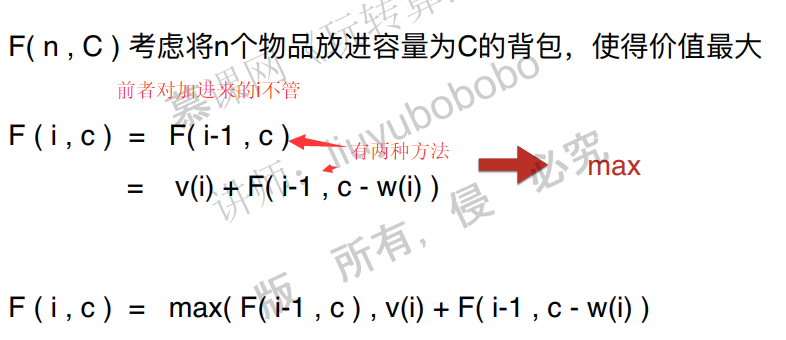 F( n , C ) 考虑将n个物品放进容量为C的背包，使得价值最大
前者对加进来的i不管
F ( i , c ) = F( i-1 , c )
有两种方法
= v(i) + F( i-1 , c - w(i) )
max
F ( i , c ) = max( F( i-1 , c ) , v(i) + F( i-1 , c - w(i) )
慕课网《玩转算
讲师：liuyubobobo
版 所有，侵 必究